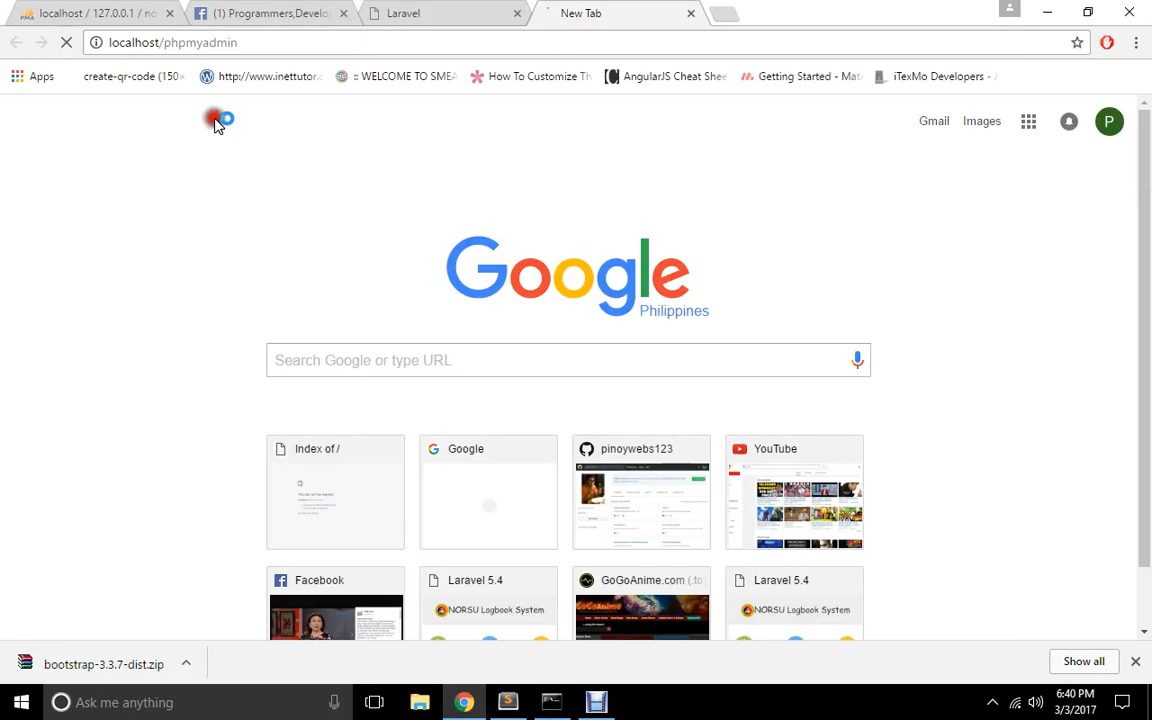 localhost / 127.0.0.1 / no
(1) Programmers,Develo
Laravel
New Tab
localhost/phpmyadmin
Apps
create-qr-code (150×
http://www.inettutor.c
:: WELCOME TO SMEA
How To Customize Th
AngularJS Cheat Shee
Getting Started - Mat
iTexMo Developers - A
Gmail
Images
P
Google
Philippines
Search Google or type URL
Index of /
Google
pinoywebs123
YouTube
Facebook
Laravel 5.4
GoGoAnime.com (.to
Laravel 5.4
NORSU Logbook System
NORSU Logbook System
bootstrap-3.3.7-dist.zip
Show all
Ask me anything
6:40 PM
3/3/2017